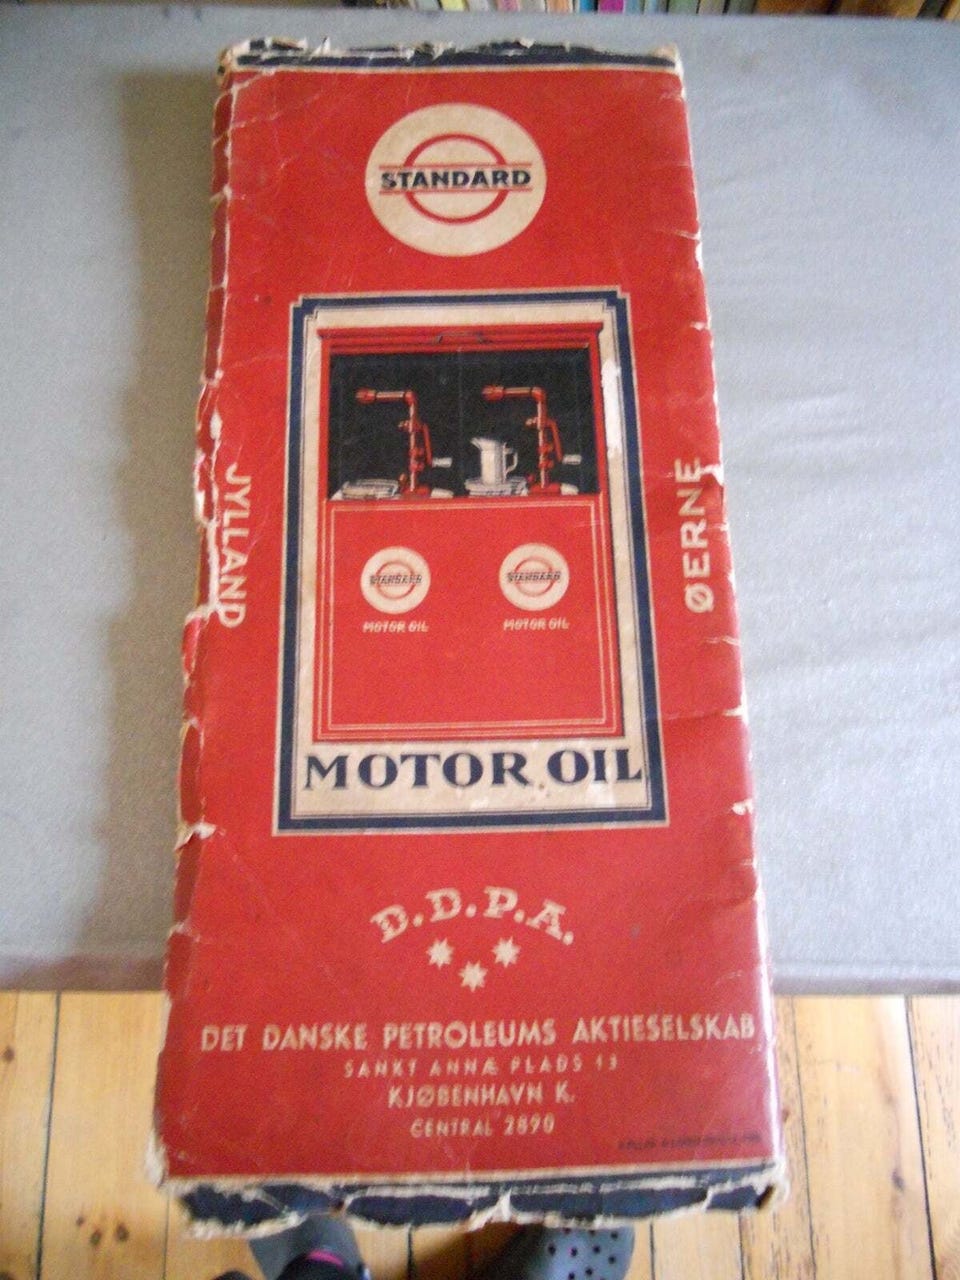 STANDARD
JYLLAND
ØERNE
STANDARD
STANDARD
MOTOR OIL
MOTOR OIL
MOTOR OIL
D.D.P.A.
DET DANSKE PETROLEUMS AKTIESELSKAB
SANKT ANNÆ PLADS 13
KJØBENHAVN K.
CENTRAL 2890